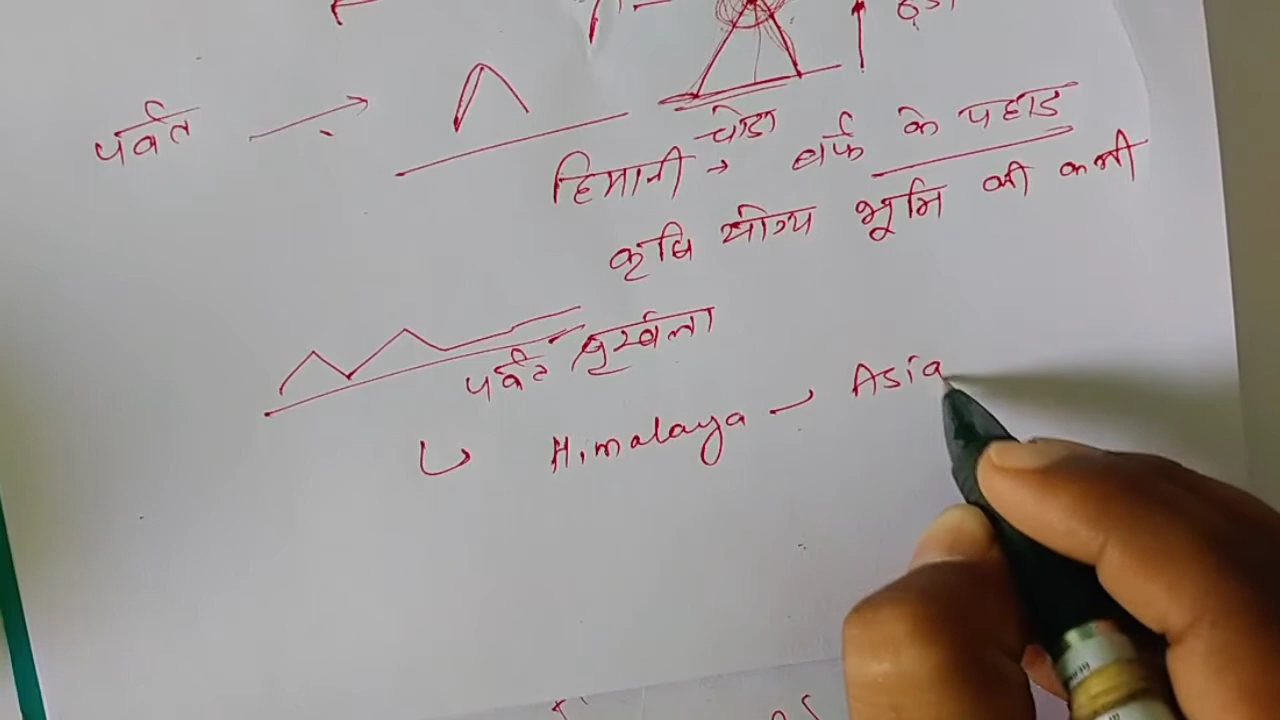 चोडा
पर्वत →
हिमानी → बर्फ के पहाड
कृषि योग्य भूमि की कमी
पर्वत श्रृखला
Himalaya - Asia